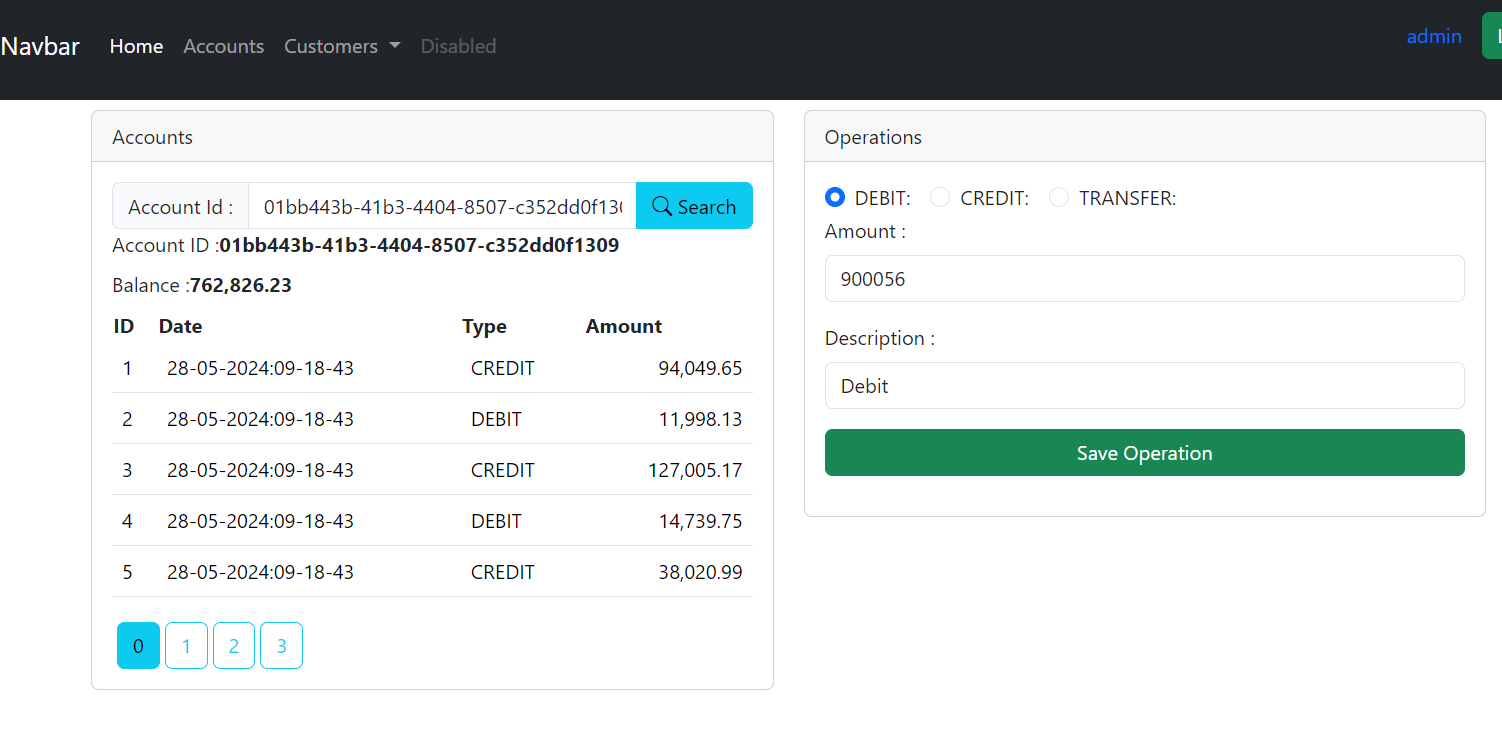 Navbar Home Accounts Customers Disabled admin
Accounts
Account Id : 01bb443b-41b3-4404-8507-c352dd0f130 Search
Account ID :01bb443b-41b3-4404-8507-c352dd0f1309
Balance :762,826.23
ID Date Type Amount
1 28-05-2024:09-18-43 CREDIT 94,049.65
2 28-05-2024:09-18-43 DEBIT 11,998.13
3 28-05-2024:09-18-43 CREDIT 127,005.17
4 28-05-2024:09-18-43 DEBIT 14,739.75
5 28-05-2024:09-18-43 CREDIT 38,020.99
0 1 2 3
Operations
DEBIT: CREDIT: TRANSFER:
Amount :
900056
Description :
Debit
Save Operation